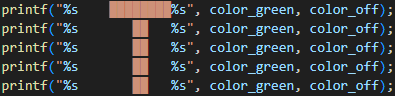 printf("%s    ████████%s", color_green, color_off);
printf("%s       ██   %s", color_green, color_off);
printf("%s       ██   %s", color_green, color_off);
printf("%s       ██   %s", color_green, color_off);
printf("%s       ██   %s", color_green, color_off);